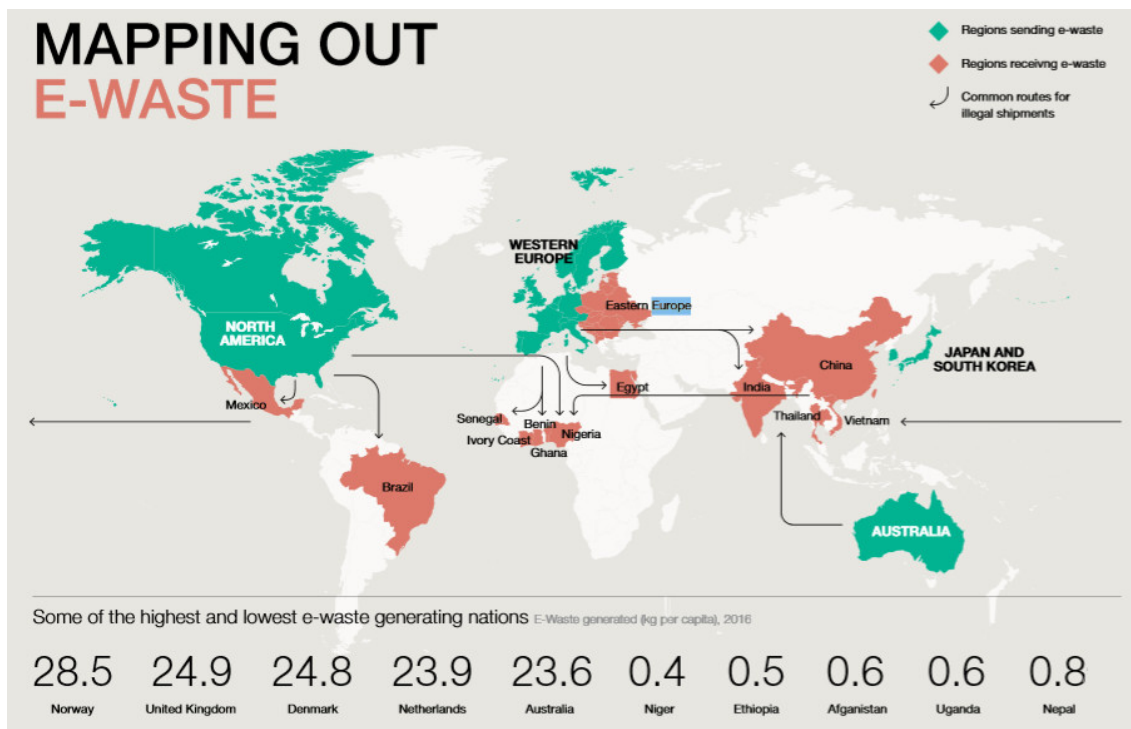 MAPPING OUT
E-WASTE
Regions sending e-waste
Regions receivng e-waste
Common routes for
illegal shipments
WESTERN
EUROPE
Eastern Europe
NORTH
AMERICA
JAPAN AND
SOUTH KOREA
China
Mexico
Egypt
India
Senegal
Benin
Thailand
Vietnam
Ivory Coast
Nigeria
Ghana
Brazil
AUSTRALIA
Some of the highest and lowest e-waste generating nations E-Waste generated (kg per capita), 2016
28.5 24.9 24.8 23.9 23.6 0.4 0.5 0.6 0.6 0.8
Norway United Kingdom Denmark Netherlands Australia Niger Ethiopia Afganistan Uganda Nepal